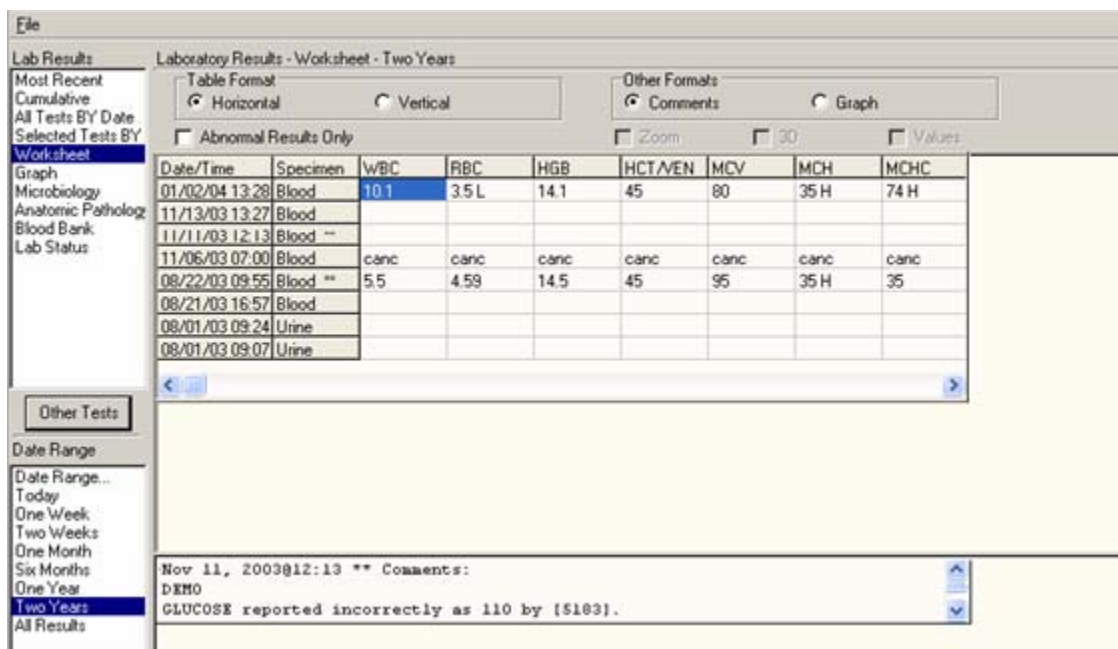 File
Lab Results
Most Recent
Cumulative
All Tests BY Date
Selected Tests BY
Worksheet
Graph
Microbiology
Anatomic Patholog
Blood Bank
Lab Status
Other Tests
Date Range
Date Range...
Today
One Week
Two Weeks
One Month
Six Months
One Year
Two Years
All Results
Laboratory Results - Worksheet - Two Years
Table Format
Horizontal Vertical
Other Formats
Comments Graph
Abnormal Results Only
Zoom 3D Values
Date/Time Specimen WBC RBC HGB HCT/VEN MCV MCH MCHC
01/02/04 13:28 Blood 10.1 3.5 L 14.1 45 80 35 H 74 H
11/13/03 13:27 Blood
11/11/03 12:13 Blood **
11/06/03 07:00 Blood canc canc canc canc canc canc canc
08/22/03 09:55 Blood ** 5.5 4.59 14.5 45 95 35 H 35
08/21/03 16:57 Blood
08/01/03 09:24 Urine
08/01/03 09:07 Urine
Nov 11, 2003@12:13 ** Comments:
DEMO
GLUCOSE reported incorrectly as 110 by [5183].